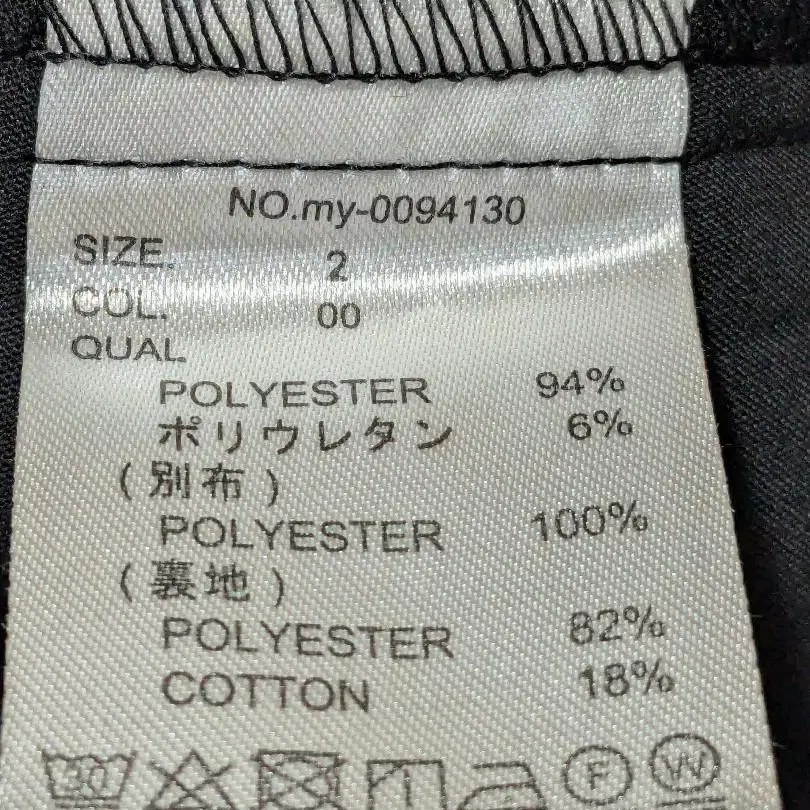 NO.my-0094130
SIZE. 2
COL. 00
QUAL
POLYESTER 94%
ポリウレタン 6%
(別布)
POLYESTER 100%
(裏地)
POLYESTER 82%
COTTON 18%
30 F W